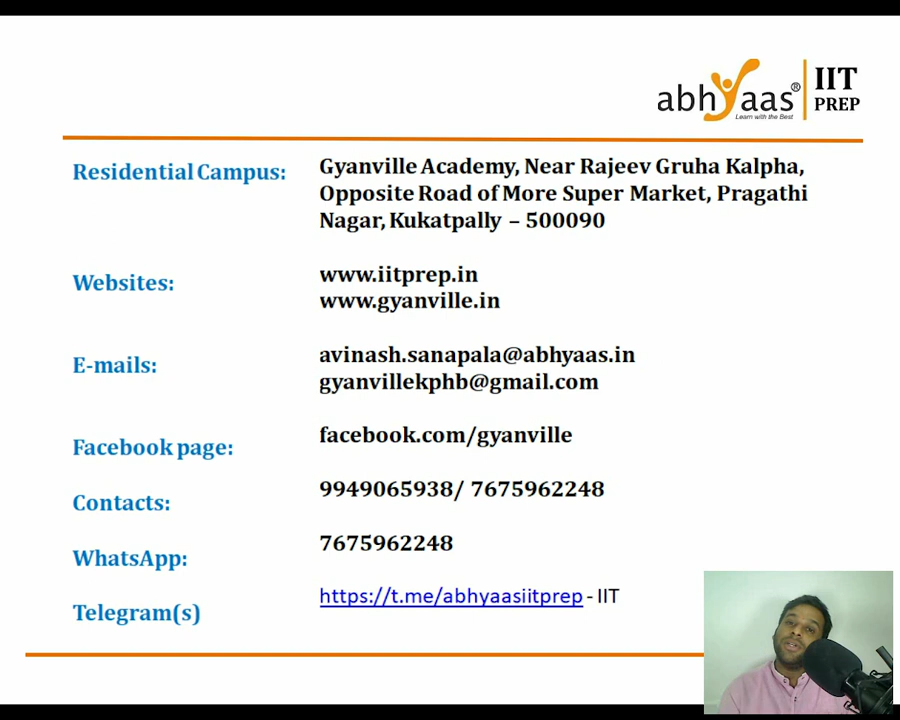 abhyaas® IIT
Learn with the Best PREP
Residential Campus: Gyanville Academy, Near Rajeev Gruha Kalpha,
Opposite Road of More Super Market, Pragathi
Nagar, Kukatpally – 500090
Websites: www.iitprep.in
www.gyanville.in
E-mails: avinash.sanapala@abhyaas.in
gyanvillekphb@gmail.com
Facebook page: facebook.com/gyanville
Contacts: 9949065938/ 7675962248
WhatsApp: 7675962248
Telegram(s) https://t.me/abhyaasiitprep - IIT